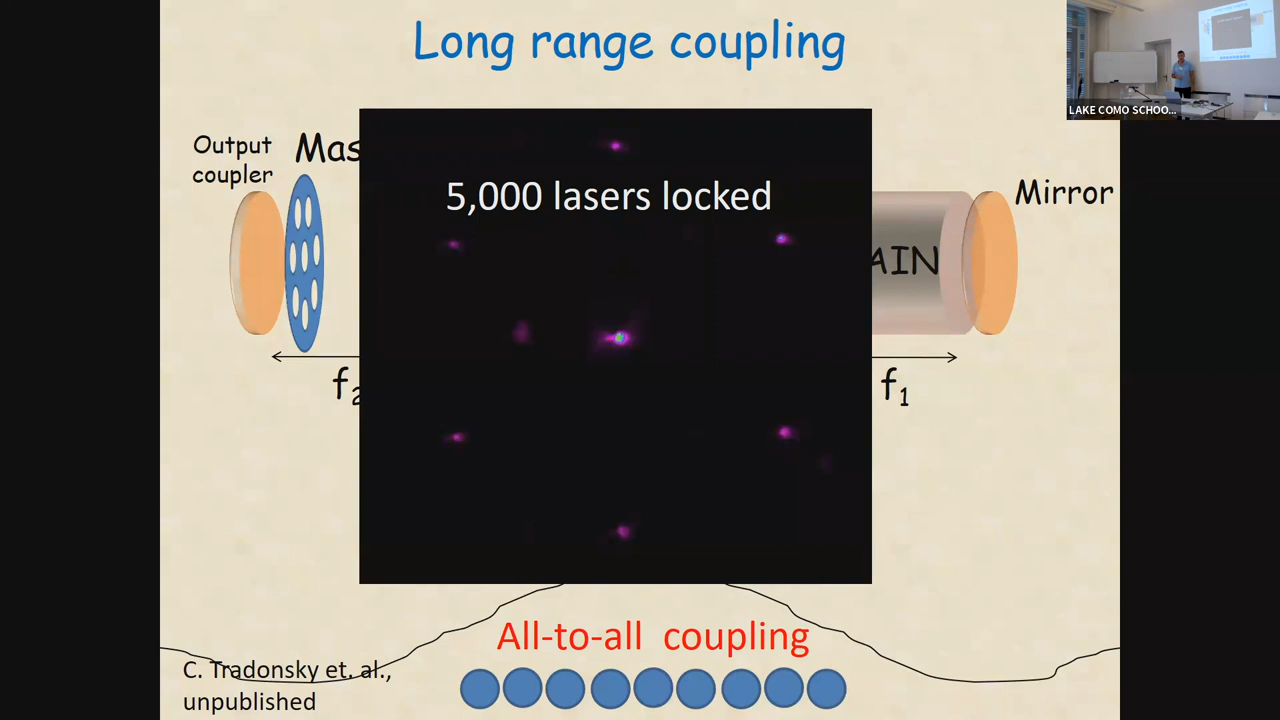 Long range coupling
LAKE COMO SCHOO...
Output
coupler
Mas
5,000 lasers locked
Mirror
AIN
f₂
f₁
All-to-all coupling
C. Tradonsky et. al.,
unpublished